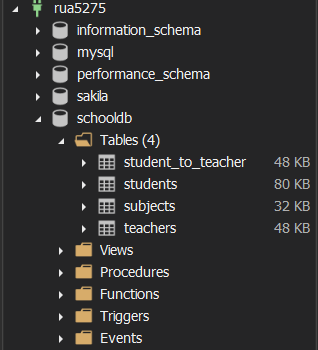 rua5275
information_schema
mysql
performance_schema
sakila
schooldb
Tables (4)
student_to_teacher 48 KB
students 80 KB
subjects 32 KB
teachers 48 KB
Views
Procedures
Functions
Triggers
Events